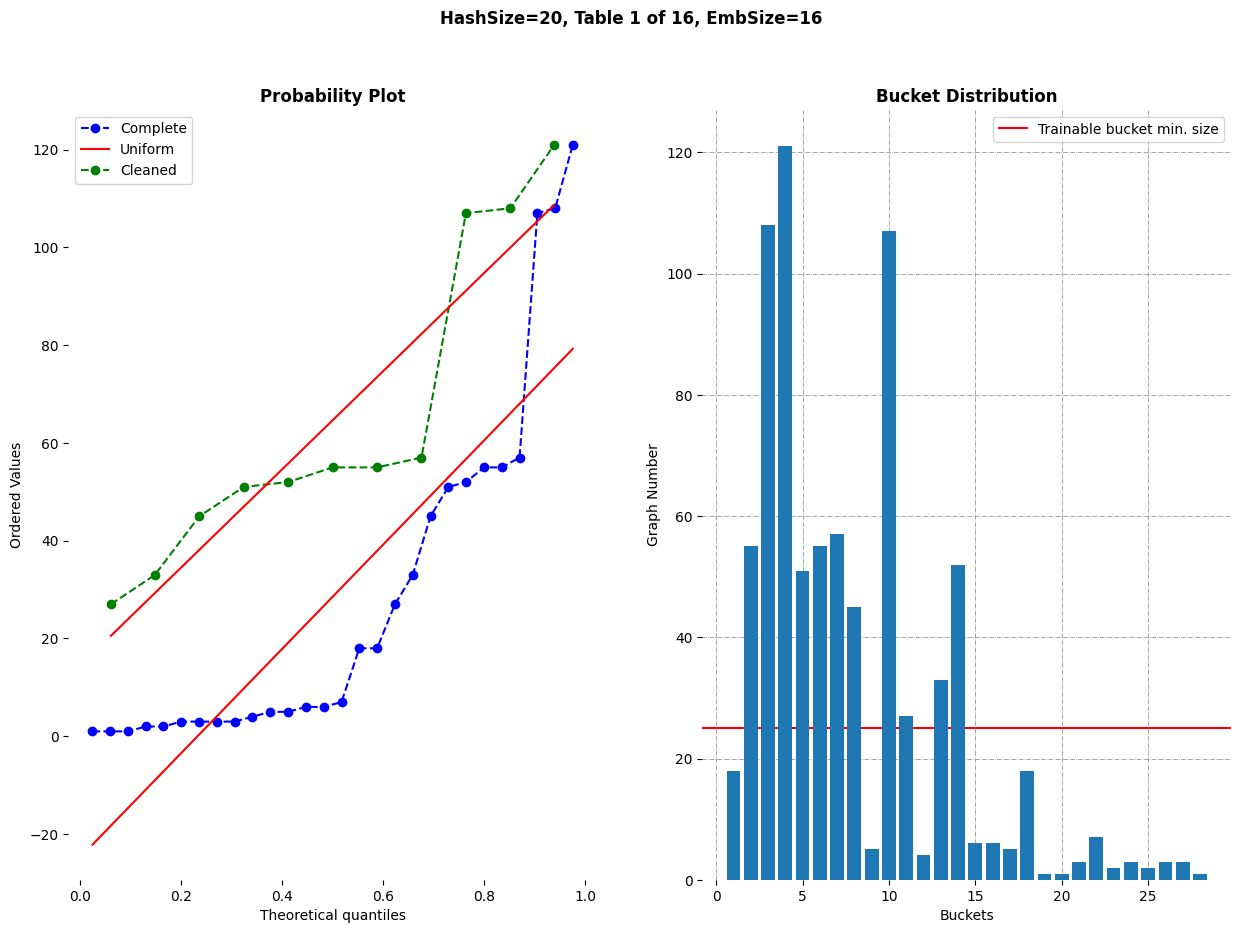 HashSize=20, Table 1 of 16, EmbSize=16
Probability Plot
Complete
Uniform
Cleaned
120
100
80
60
40
20
0
−20
Ordered Values
0.0 0.2 0.4 0.6 0.8 1.0
Theoretical quantiles
Bucket Distribution
Trainable bucket min. size
120
100
80
60
40
20
0
Graph Number
0 5 10 15 20 25
Buckets